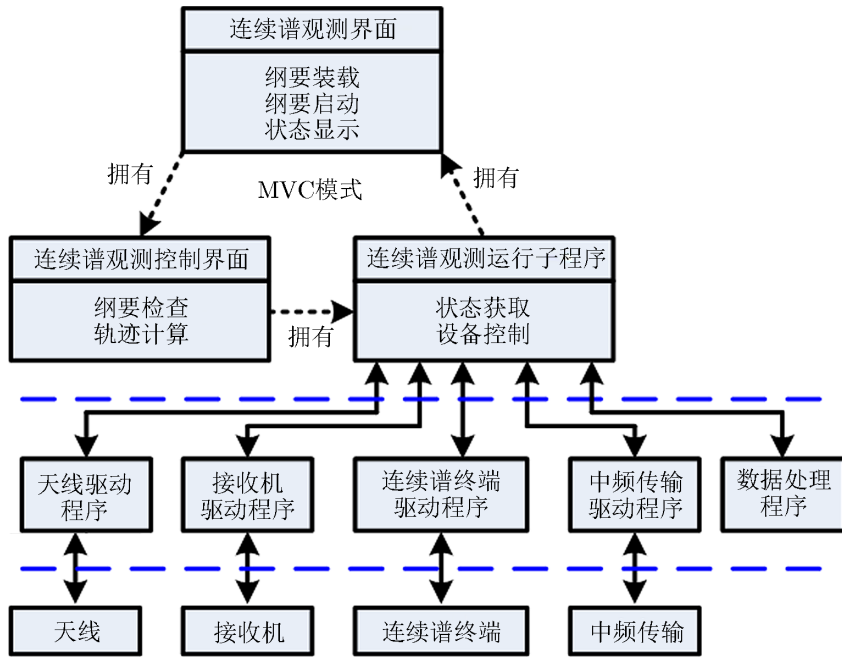 连续谱观测界面
纲要装载
纲要启动
状态显示
拥有
MVC模式
拥有
连续谱观测控制界面
纲要检查
轨迹计算
拥有
连续谱观测运行子程序
状态获取
设备控制
天线驱动
程序
接收机
驱动程序
连续谱终端
驱动程序
中频传输
驱动程序
数据处理
程序
天线
接收机
连续谱终端
中频传输